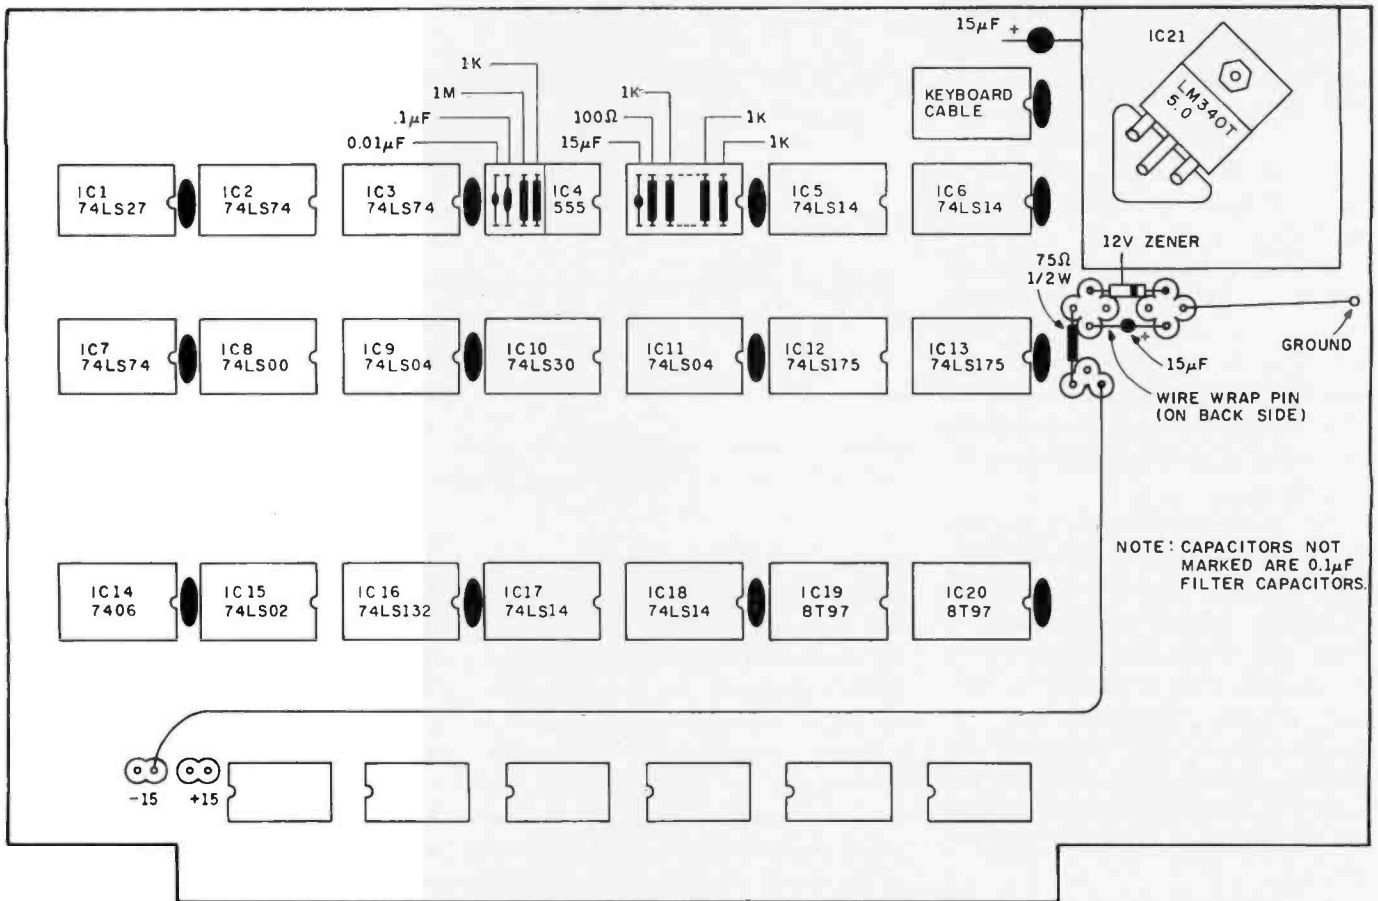 15µF +
IC21
LM340T
5.0
KEYBOARD
CABLE
1K
1M
.1µF
0.01µF
1K
100Ω
15µF
1K
1K
IC1
74LS27
IC2
74LS74
IC3
74LS74
IC4
555
IC5
74LS14
IC6
74LS14
12V ZENER
75Ω
1/2W
GROUND
+
15µF
WIRE WRAP PIN
(ON BACK SIDE)
IC7
74LS74
IC8
74LS00
IC9
74LS04
IC10
74LS30
IC11
74LS04
IC12
74LS175
IC13
74LS175
NOTE: CAPACITORS NOT
MARKED ARE 0.1µF
FILTER CAPACITORS.
IC14
7406
IC15
74LS02
IC16
74LS132
IC17
74LS14
IC18
74LS14
IC19
8T97
IC20
8T97
-15
+15